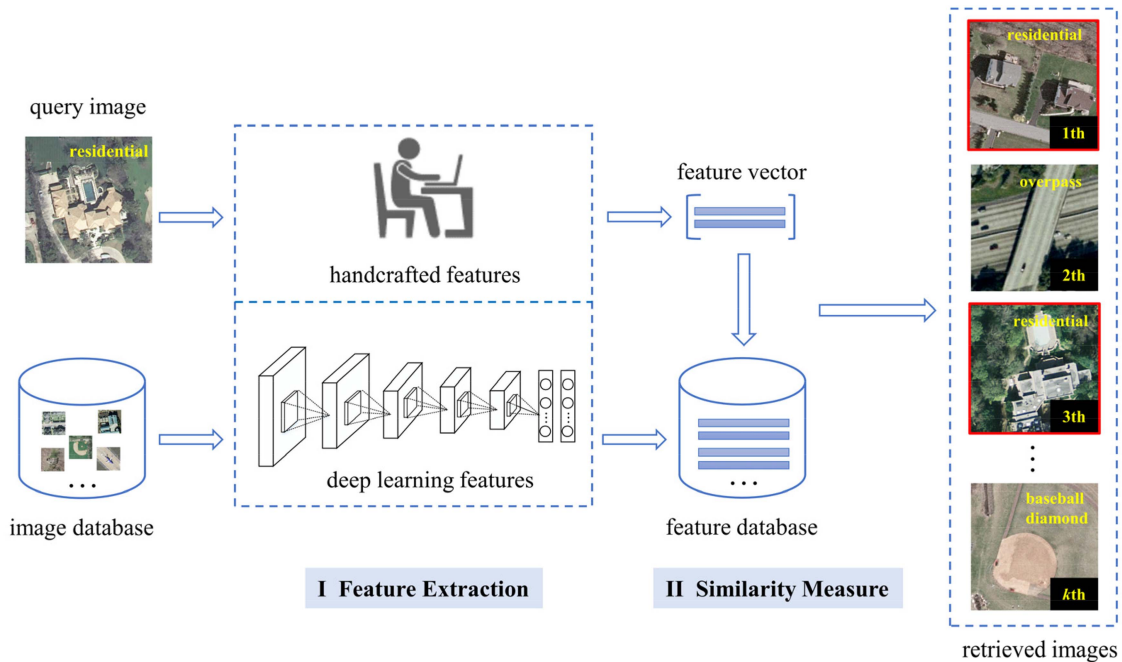 query image
residential
image database
. . .
handcrafted features
deep learning features
I Feature Extraction
feature vector
feature database
. . .
II Similarity Measure
residential
1th
overpass
2th
residential
3th
baseball
diamond
kth
retrieved images